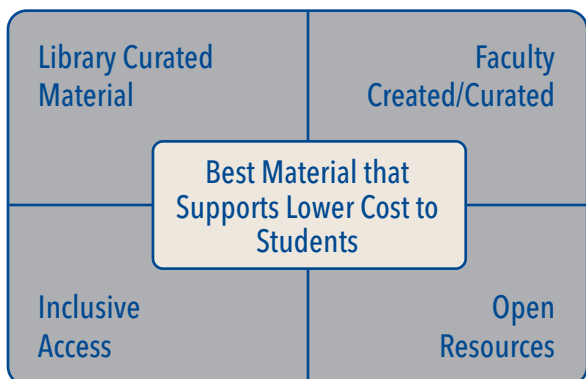 Library Curated
Material
Faculty
Created/Curated
Best Material that
Supports Lower Cost to
Students
Inclusive
Access
Open
Resources